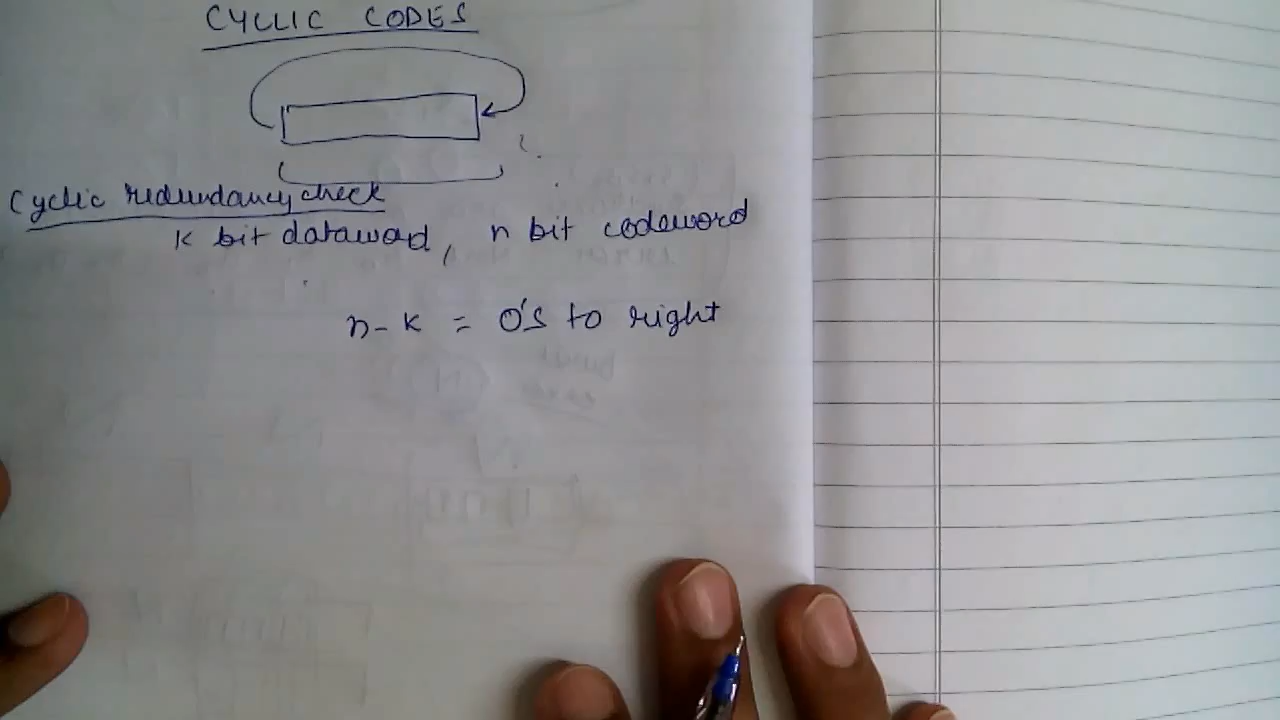 CYCLIC CODES
Cyclic redundancy check
K bit dataword, n bit codeword
n-K = 0's to right